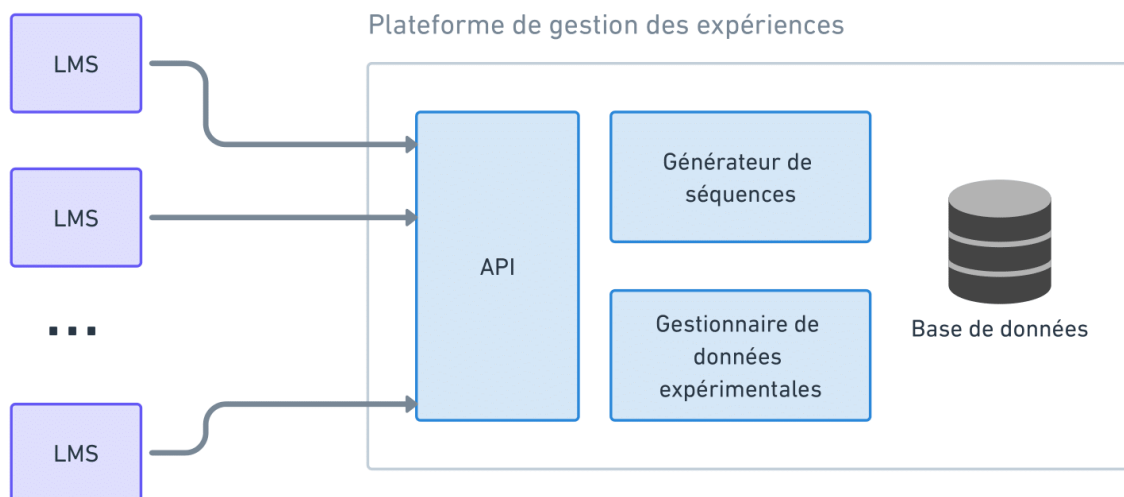 Plateforme de gestion des expériences
LMS
LMS
...
LMS
API
Générateur de
séquences
Gestionnaire de
données
expérimentales
Base de données